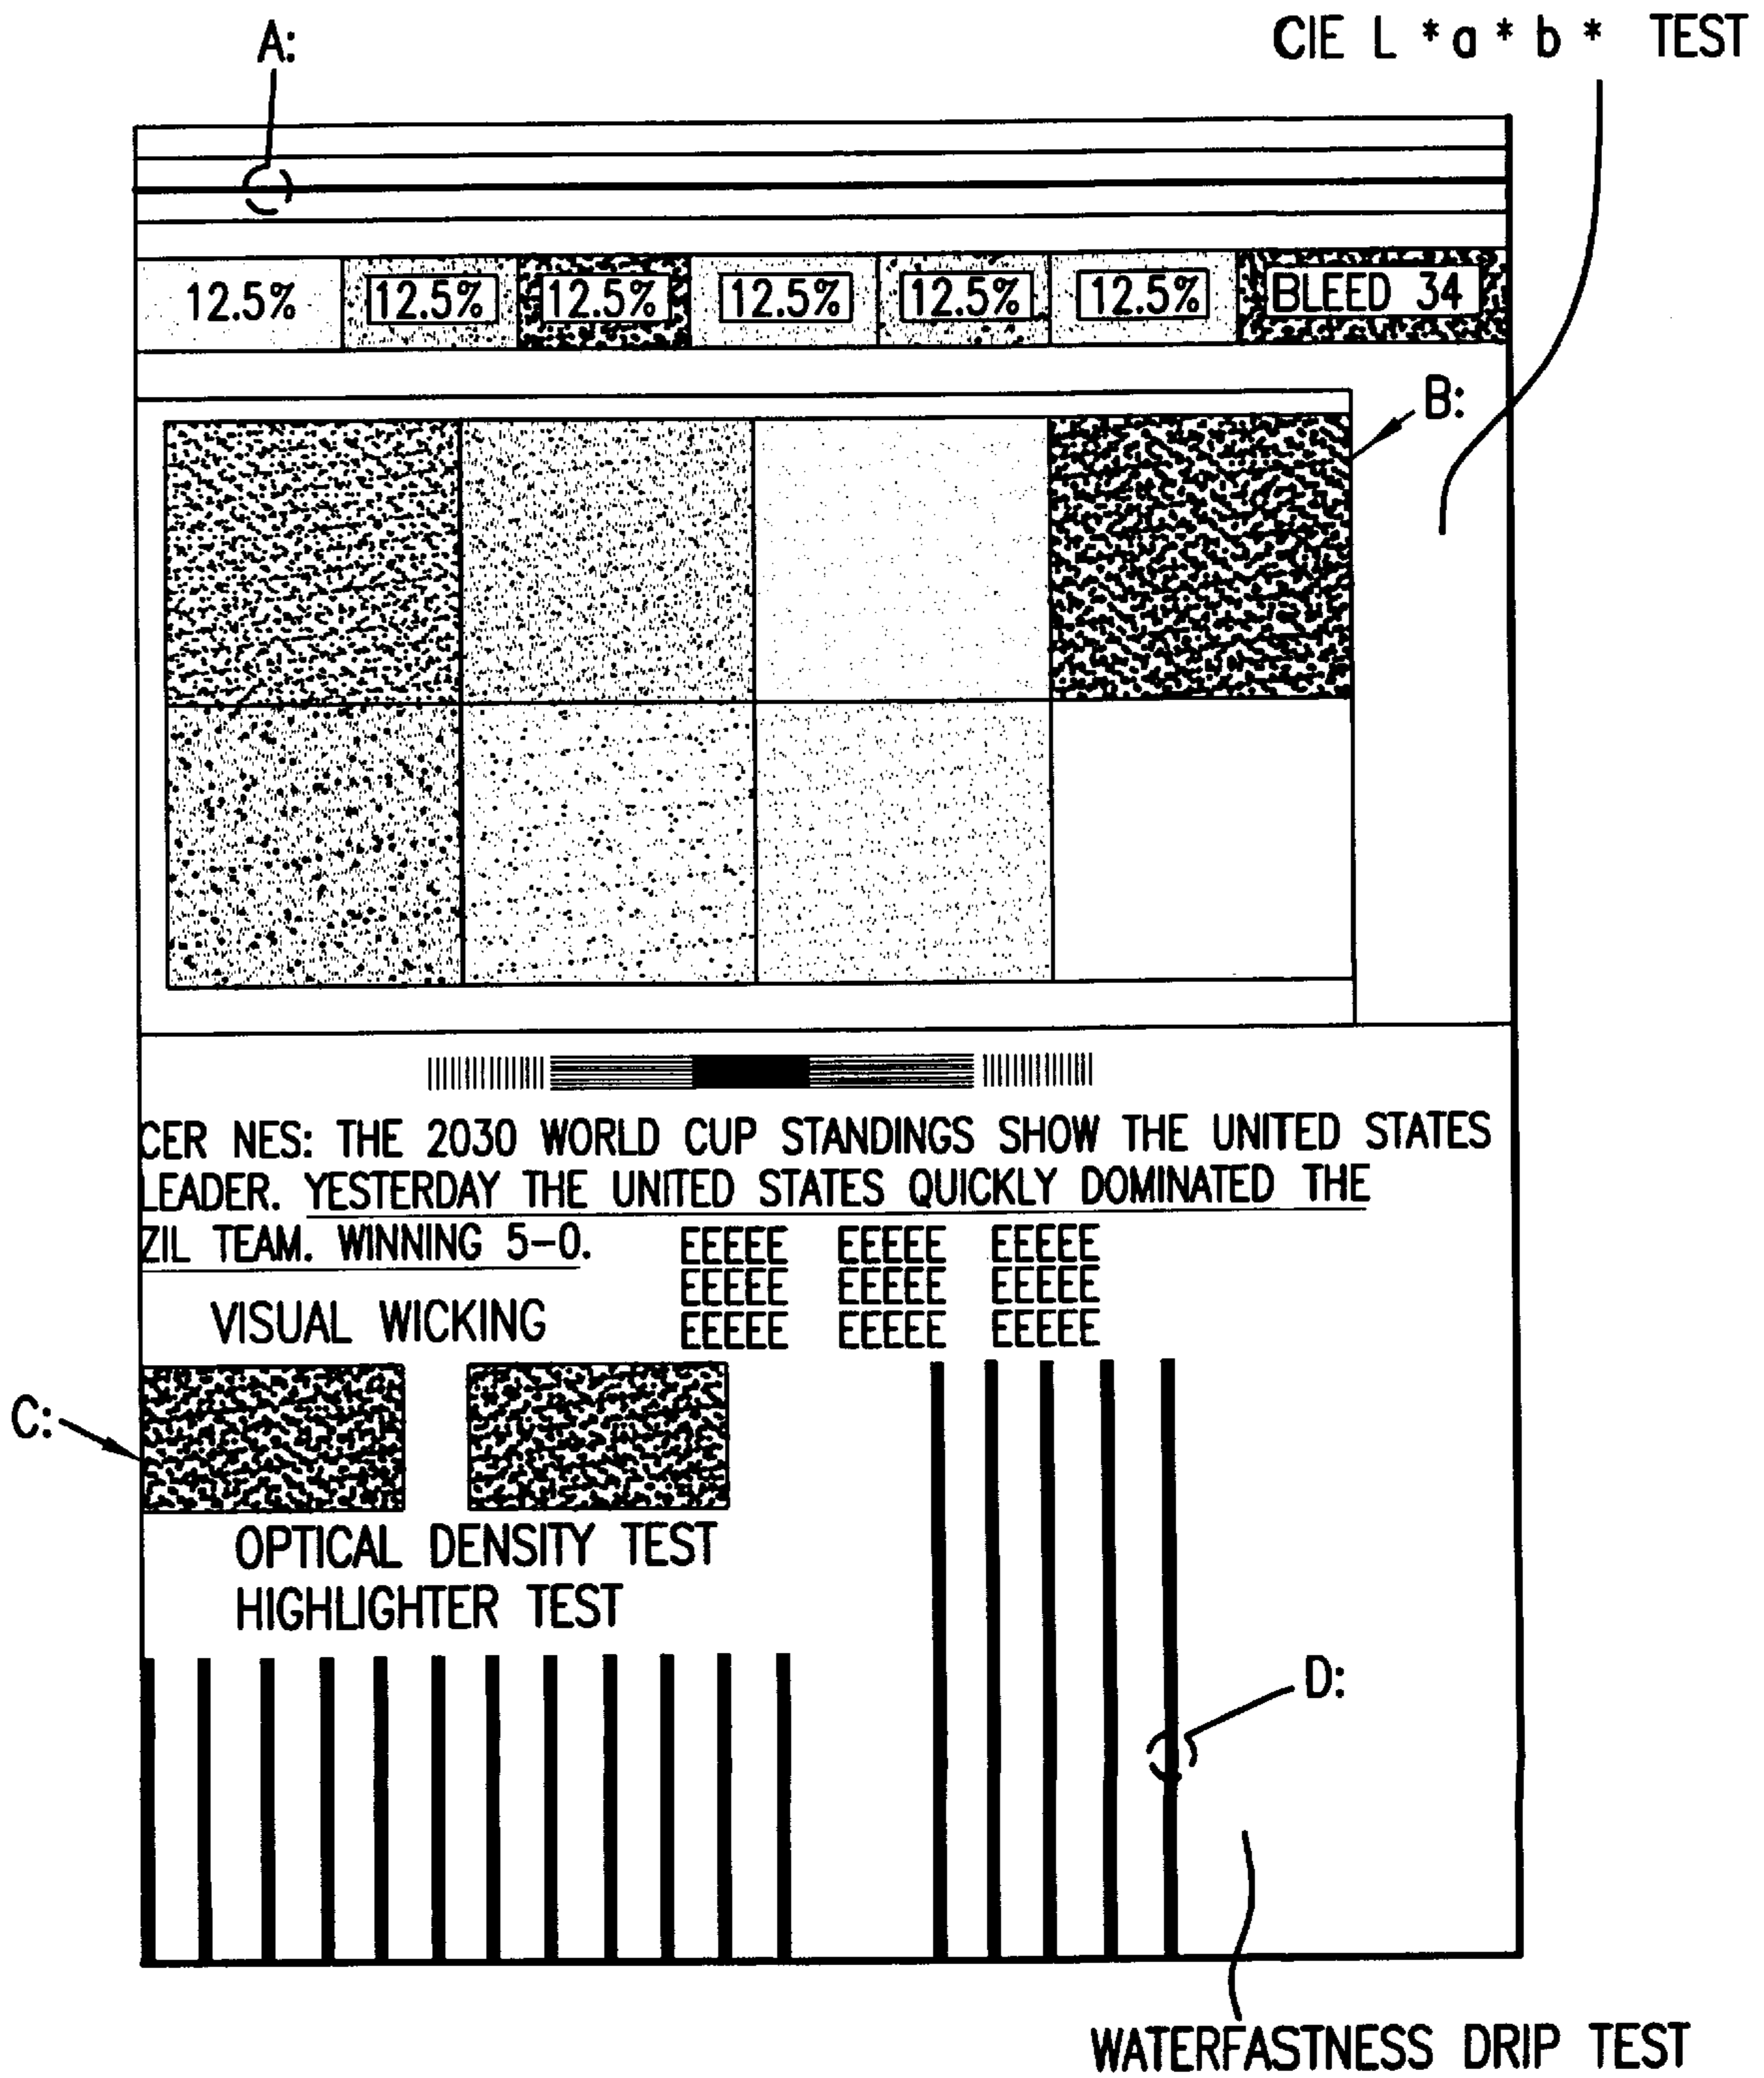 A:
CIE L * a * b * TEST
12.5% 12.5% 12.5% 12.5% 12.5% 12.5% BLEED 34
B:
CER NES: THE 2030 WORLD CUP STANDINGS SHOW THE UNITED STATES
LEADER. YESTERDAY THE UNITED STATES QUICKLY DOMINATED THE
ZIL TEAM. WINNING 5-0.
EEEEE EEEEE EEEEE
EEEEE EEEEE EEEEE
EEEEE EEEEE EEEEE
VISUAL WICKING
C:
OPTICAL DENSITY TEST
HIGHLIGHTER TEST
D:
WATERFASTNESS DRIP TEST